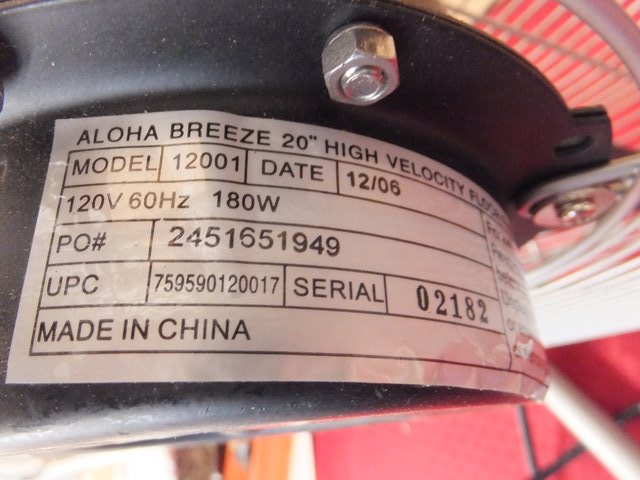 ALOHA BREEZE 20" HIGH VELOCITY
MODEL 12001 DATE 12/06
120V 60Hz 180W
PO# 2451651949
UPC 759590120017 SERIAL 02182
MADE IN CHINA